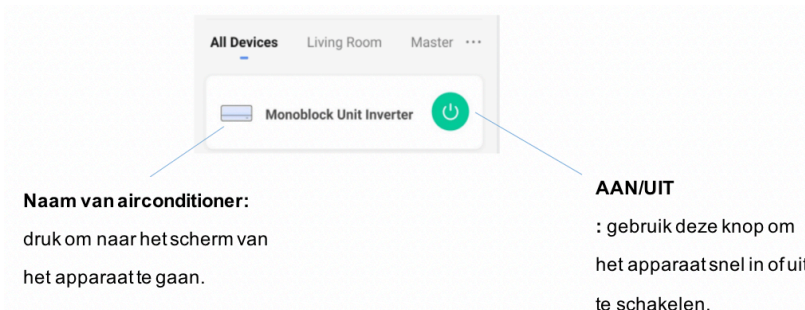 All Devices Living Room Master ···
Monoblock Unit Inverter
Naam van airconditioner:
druk om naar het scherm van
het apparaat te gaan.
AAN/UIT
: gebruik deze knop om
het apparaat snel in of uit
te schakelen.